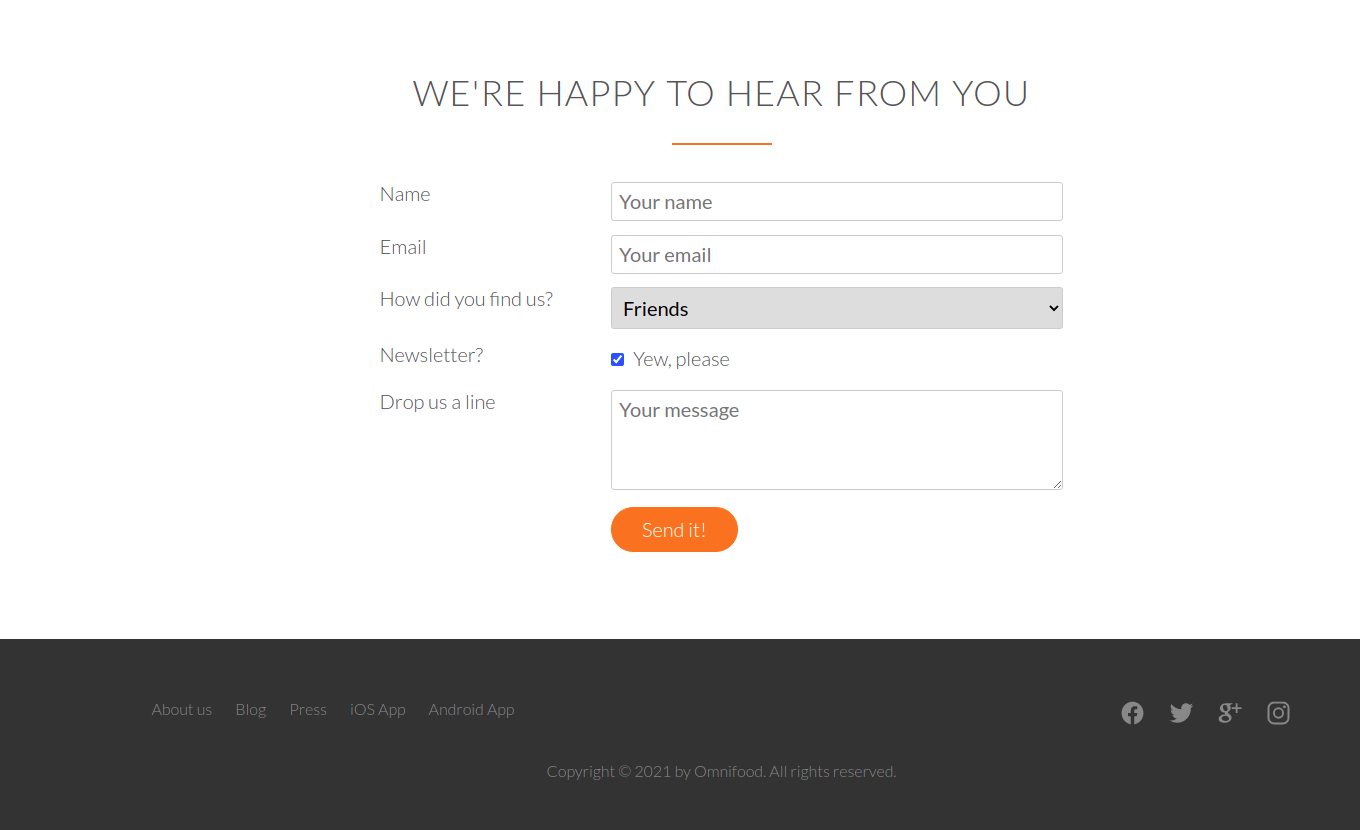 WE'RE HAPPY TO HEAR FROM YOU
Name
Your name
Email
Your email
How did you find us?
Friends
Newsletter?
Yew, please
Drop us a line
Your message
Send it!
About us Blog Press iOS App Android App
Copyright © 2021 by Omnifood. All rights reserved.